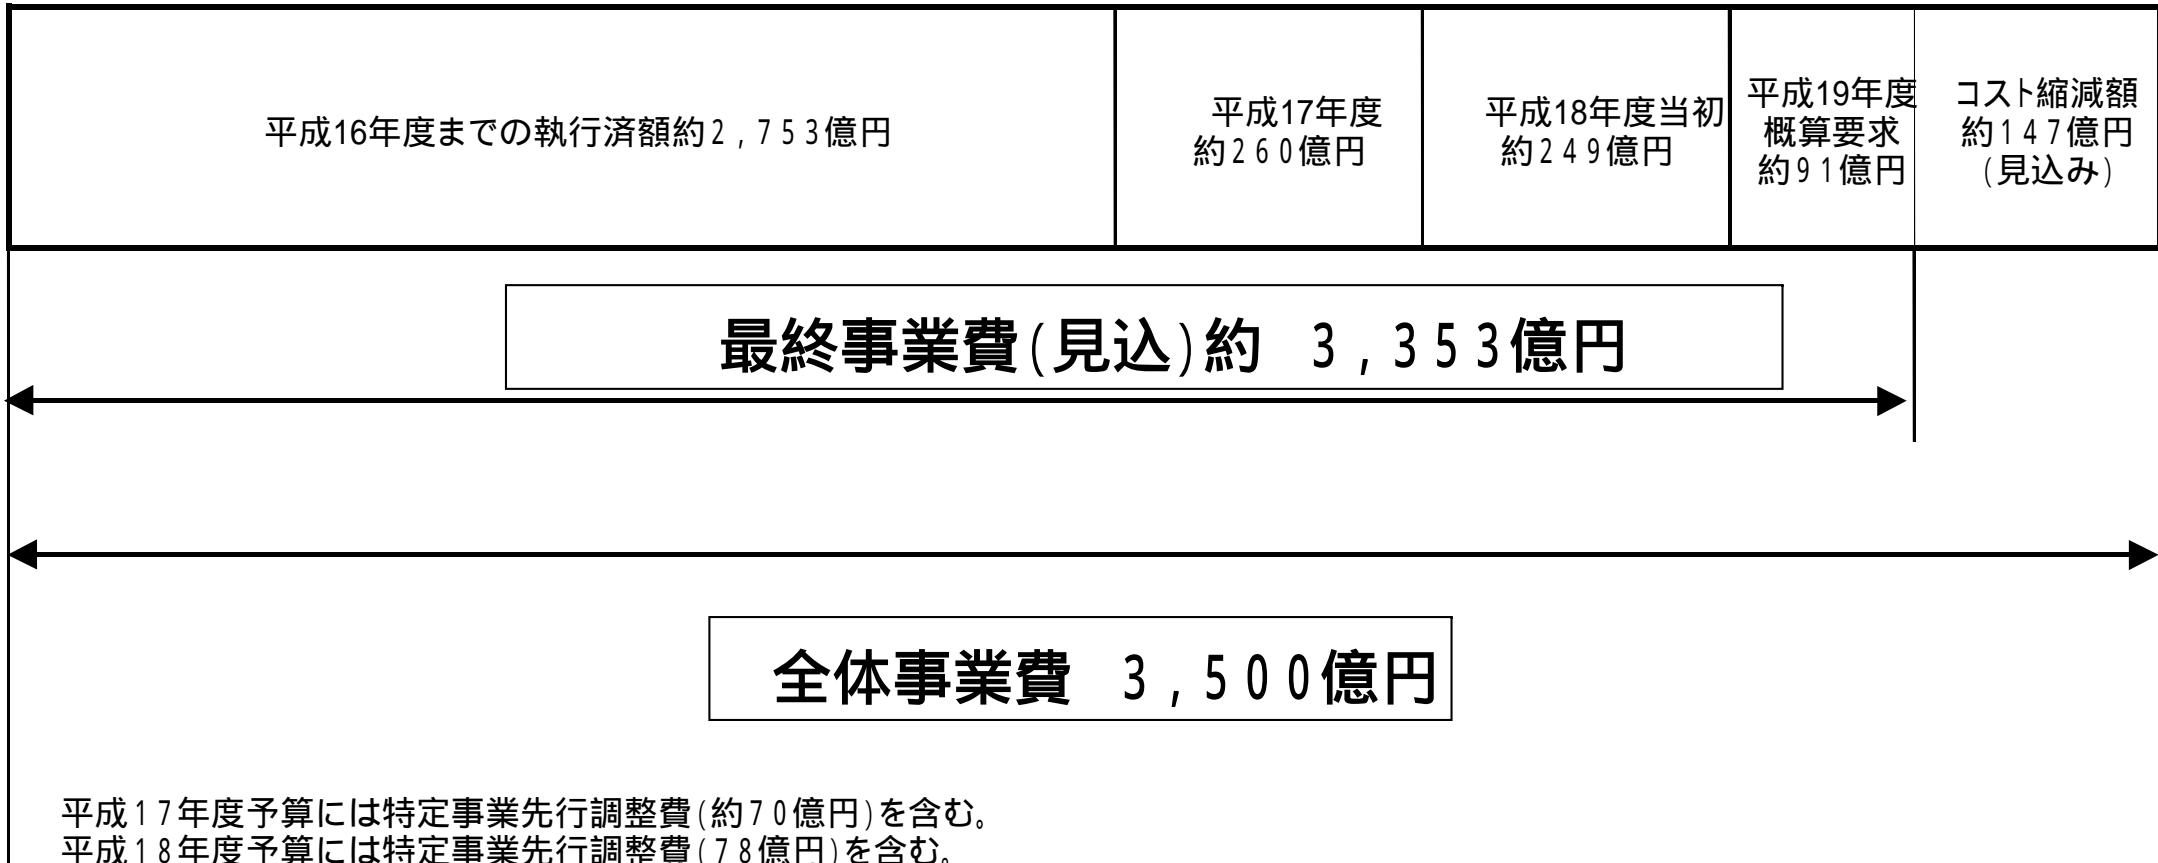 平成16年度までの執行済額約2,753億円
平成17年度
約260億円
平成18年度当初
約249億円
平成19年度
概算要求
約91億円
コスト縮減額
約147億円
(見込み)
最終事業費(見込)約 3,353億円
全体事業費 3,500億円
平成17年度予算には特定事業先行調整費(約70億円)を含む。
平成18年度予算には特定事業先行調整費(78億円)を含む。